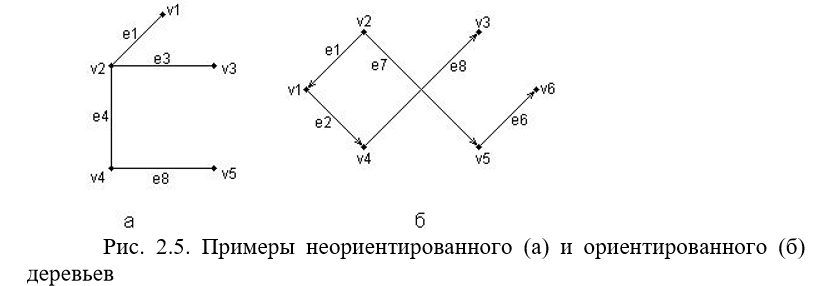 v1
e1
v2
e3
v3
e4
v4
e8
v5
v2
v3
e1
e7
e8
v1
v6
e2
e6
v4
v5
а
б
Рис. 2.5. Примеры неориентированного (а) и ориентированного (б)
деревьев